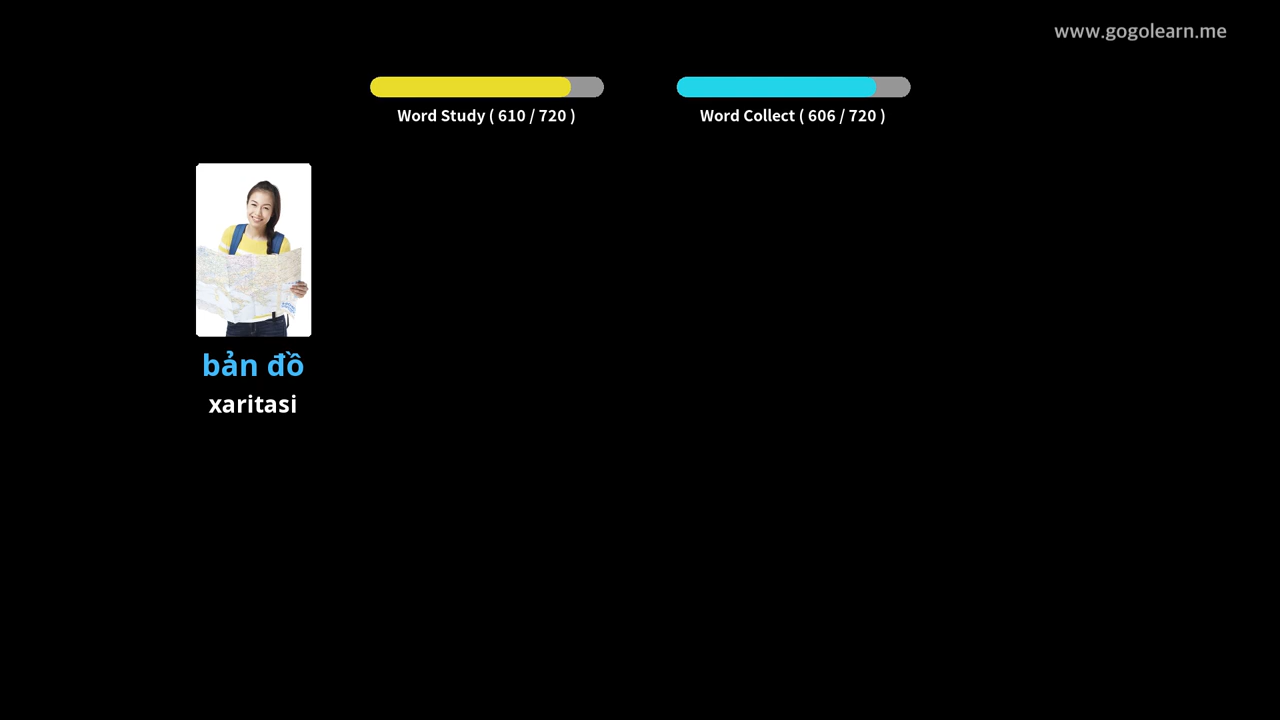 www.gogolearn.me
Word Study ( 610 / 720 )
Word Collect ( 606 / 720 )
bản đồ
xaritasi